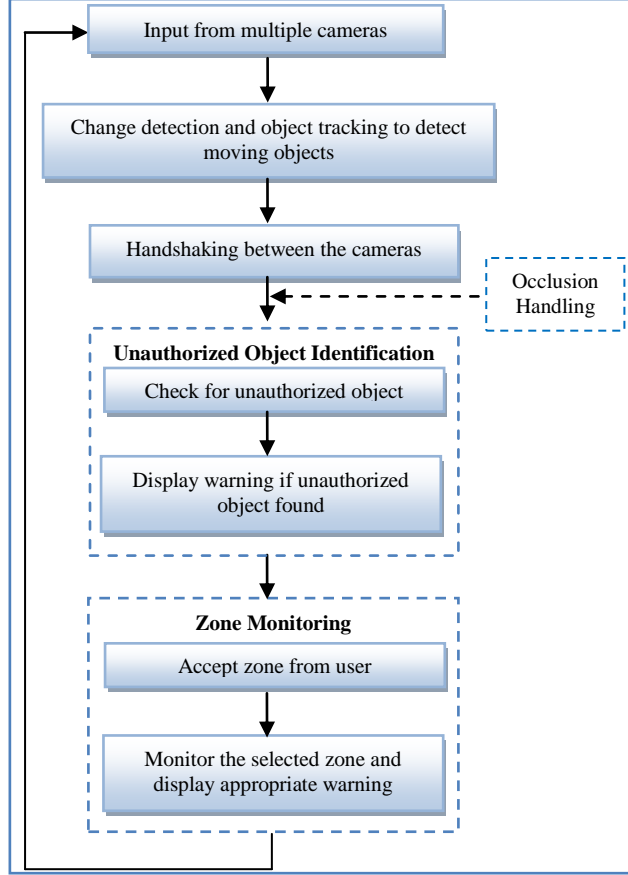 Input from multiple cameras
Change detection and object tracking to detect
moving objects
Handshaking between the cameras
Occlusion
Handling
Unauthorized Object Identification
Check for unauthorized object
Display warning if unauthorized
object found
Zone Monitoring
Accept zone from user
Monitor the selected zone and
display appropriate warning